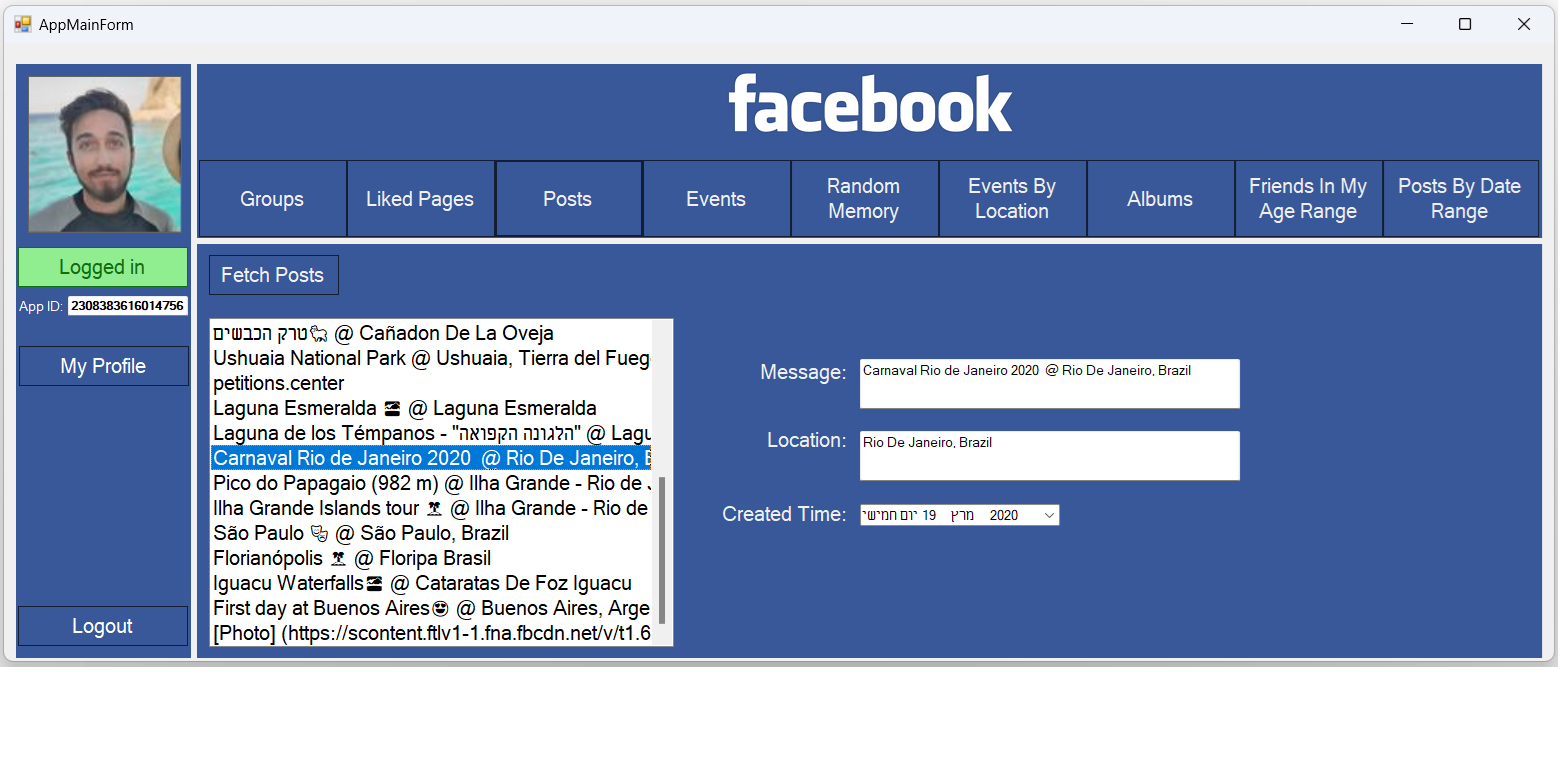 AppMainForm
facebook
Groups
Liked Pages
Posts
Events
Random
Memory
Events By
Location
Albums
Friends In My
Age Range
Posts By Date
Range
Logged in
App ID: 2308383616014756
My Profile
Logout
Fetch Posts
טרק הכבשים🐑 @ Cañadon De La Oveja
Ushuaia National Park @ Ushuaia, Tierra del Fueg
petitions.center
Laguna Esmeralda 🏞 @ Laguna Esmeralda
Laguna de los Témpanos - "הלגונה הקפואה" @ Lagu
Carnaval Rio de Janeiro 2020  @ Rio De Janeiro, B
Pico do Papagaio (982 m) @ Ilha Grande - Rio de J
Ilha Grande Islands tour 🏝 @ Ilha Grande - Rio de
São Paulo 🎭 @ São Paulo, Brazil
Florianópolis 🏝 @ Floripa Brasil
Iguacu Waterfalls🏞 @ Cataratas De Foz Iguacu
First day at Buenos Aires😍 @ Buenos Aires, Arge
[Photo] (https://scontent.ftlv1-1.fna.fbcdn.net/v/t1.6
Message: Carnaval Rio de Janeiro 2020  @ Rio De Janeiro, Brazil
Location: Rio De Janeiro, Brazil
Created Time: יום חמישי 19 מרץ 2020